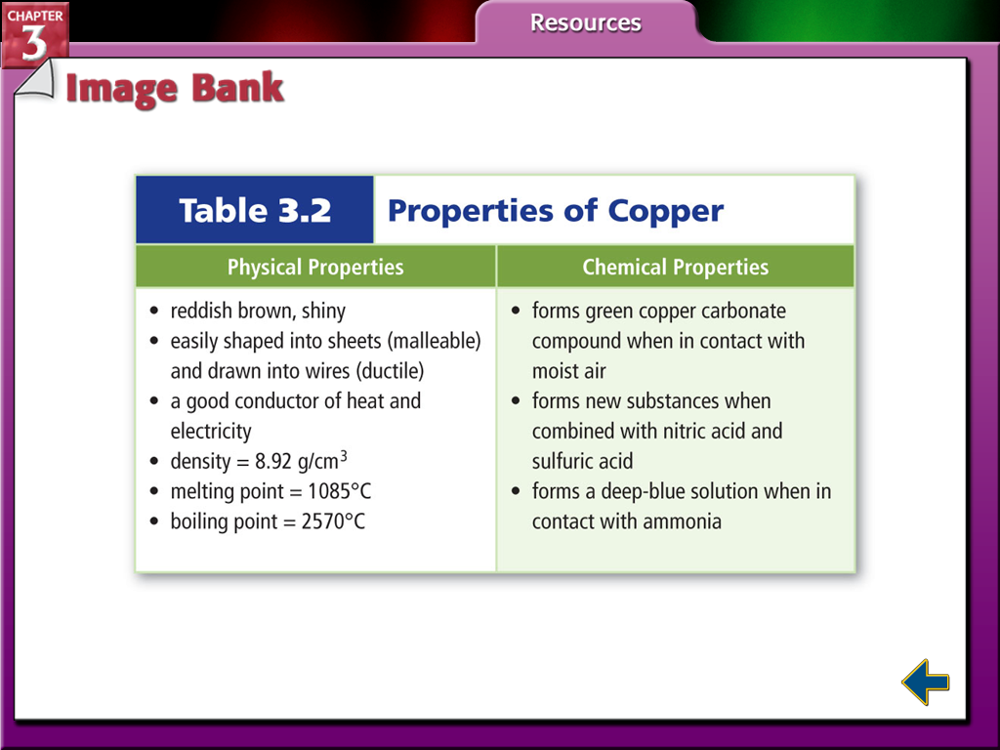 CHAPTER
3
Resources
Image Bank
Table 3.2
Properties of Copper
Physical Properties
Chemical Properties
• reddish brown, shiny
• easily shaped into sheets (malleable)
and drawn into wires (ductile)
• a good conductor of heat and
electricity
• density = 8.92 g/cm³
• melting point = 1085°C
• boiling point = 2570°C
• forms green copper carbonate
compound when in contact with
moist air
• forms new substances when
combined with nitric acid and
sulfuric acid
• forms a deep-blue solution when in
contact with ammonia